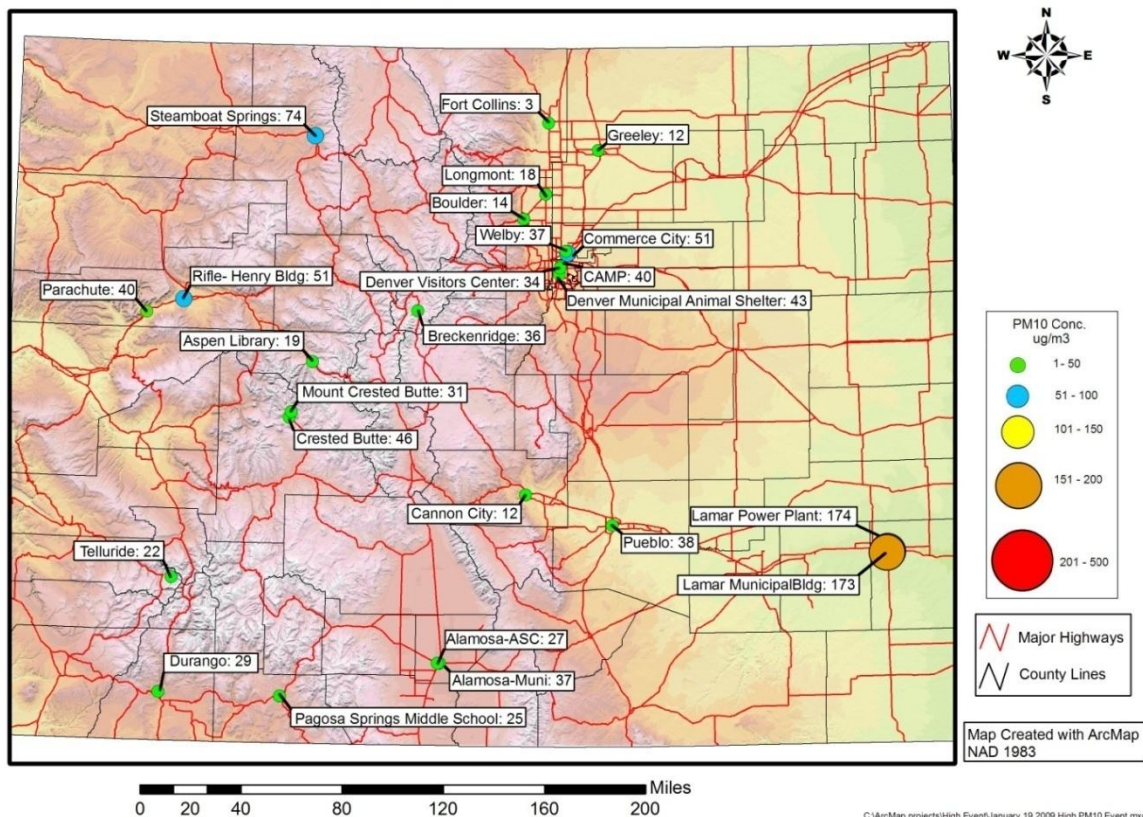 N
W E
S
Steamboat Springs: 74
Fort Collins: 3
Greeley: 12
Longmont: 18
Boulder: 14
Welby: 37
Commerce City: 51
Denver Visitors Center: 34
CAMP: 40
Denver Municipal Animal Shelter: 43
Parachute: 40
Rifle- Henry Bldg: 51
Breckenridge: 36
Aspen Library: 19
Mount Crested Butte: 31
Crested Butte: 46
Cannon City: 12
Pueblo: 38
Lamar Power Plant: 174
Lamar MunicipalBldg: 173
Telluride: 22
Alamosa-ASC: 27
Alamosa-Muni: 37
Durango: 29
Pagosa Springs Middle School: 25
PM10 Conc.
ug/m3
1 - 50
51 - 100
101 - 150
151 - 200
201 - 500
Major Highways
County Lines
Map Created with ArcMap
NAD 1983
Miles
0 20 40 80 120 160 200